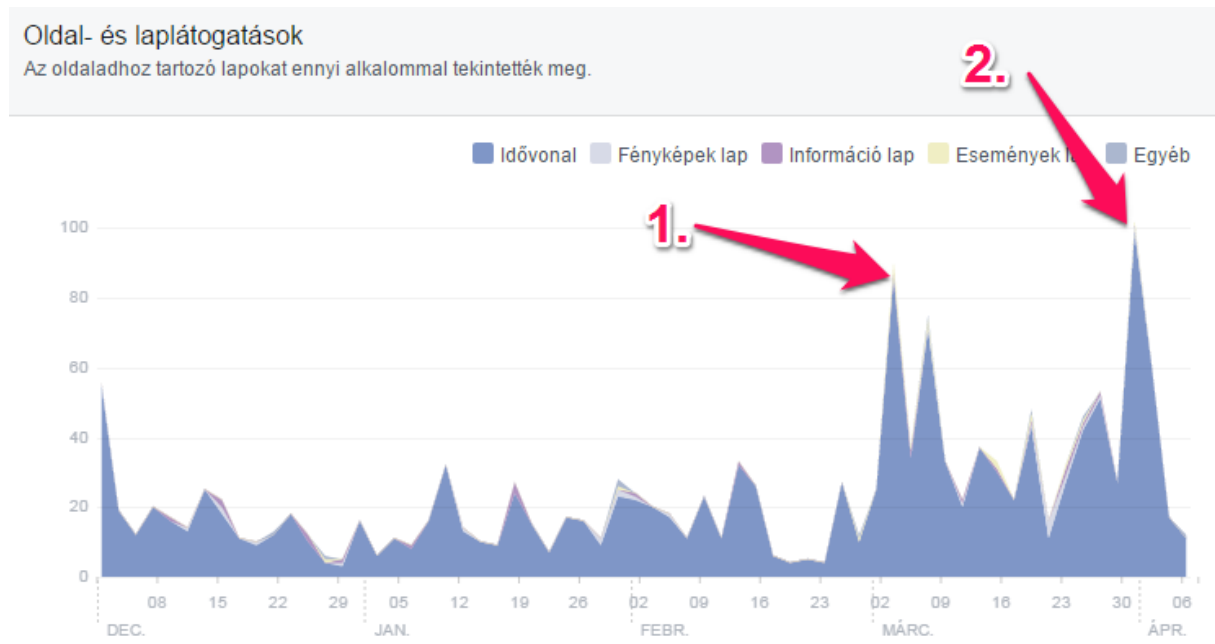 Oldal- és laplátogatások
Az oldaladhoz tartozó lapokat ennyi alkalommal tekintették meg.
2.
Idővonal Fényképek lap Információ lap Események Egyéb
1.
100
80
60
40
20
0
08 15 22 29 05 12 19 26 02 09 16 23 02 09 16 23 30 06
DEC. JAN. FEBR. MÁRC. ÁPR.